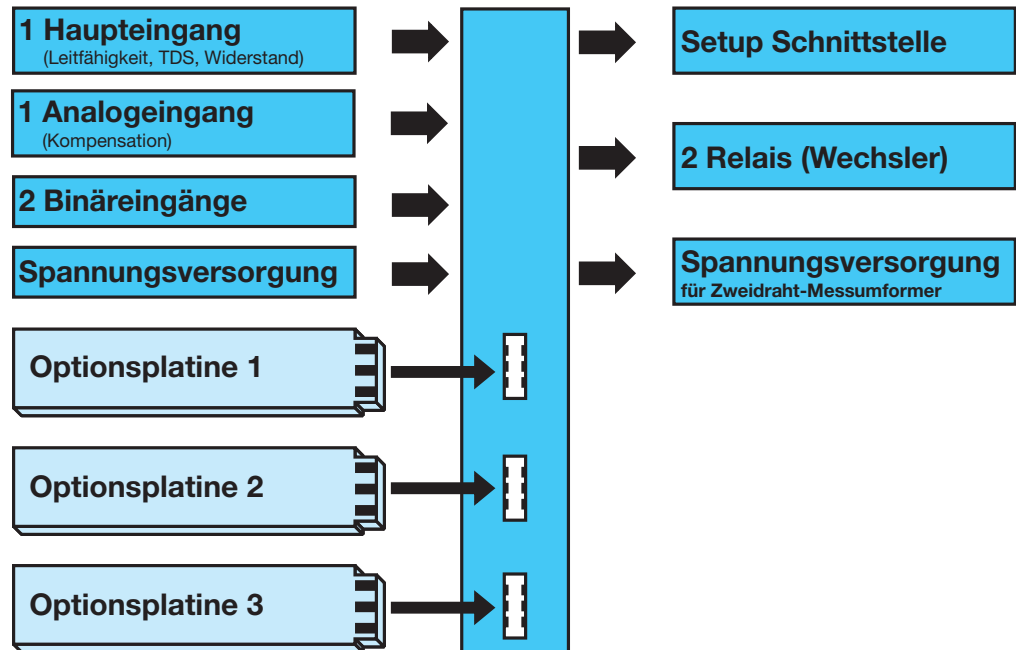 1 Haupteingang
(Leitfähigkeit, TDS, Widerstand)
1 Analogeingang
(Kompensation)
2 Binäreingänge
Spannungsversorgung
Optionsplatine 1
Optionsplatine 2
Optionsplatine 3
Setup Schnittstelle
2 Relais (Wechsler)
Spannungsversorgung
für Zweidraht-Messumformer